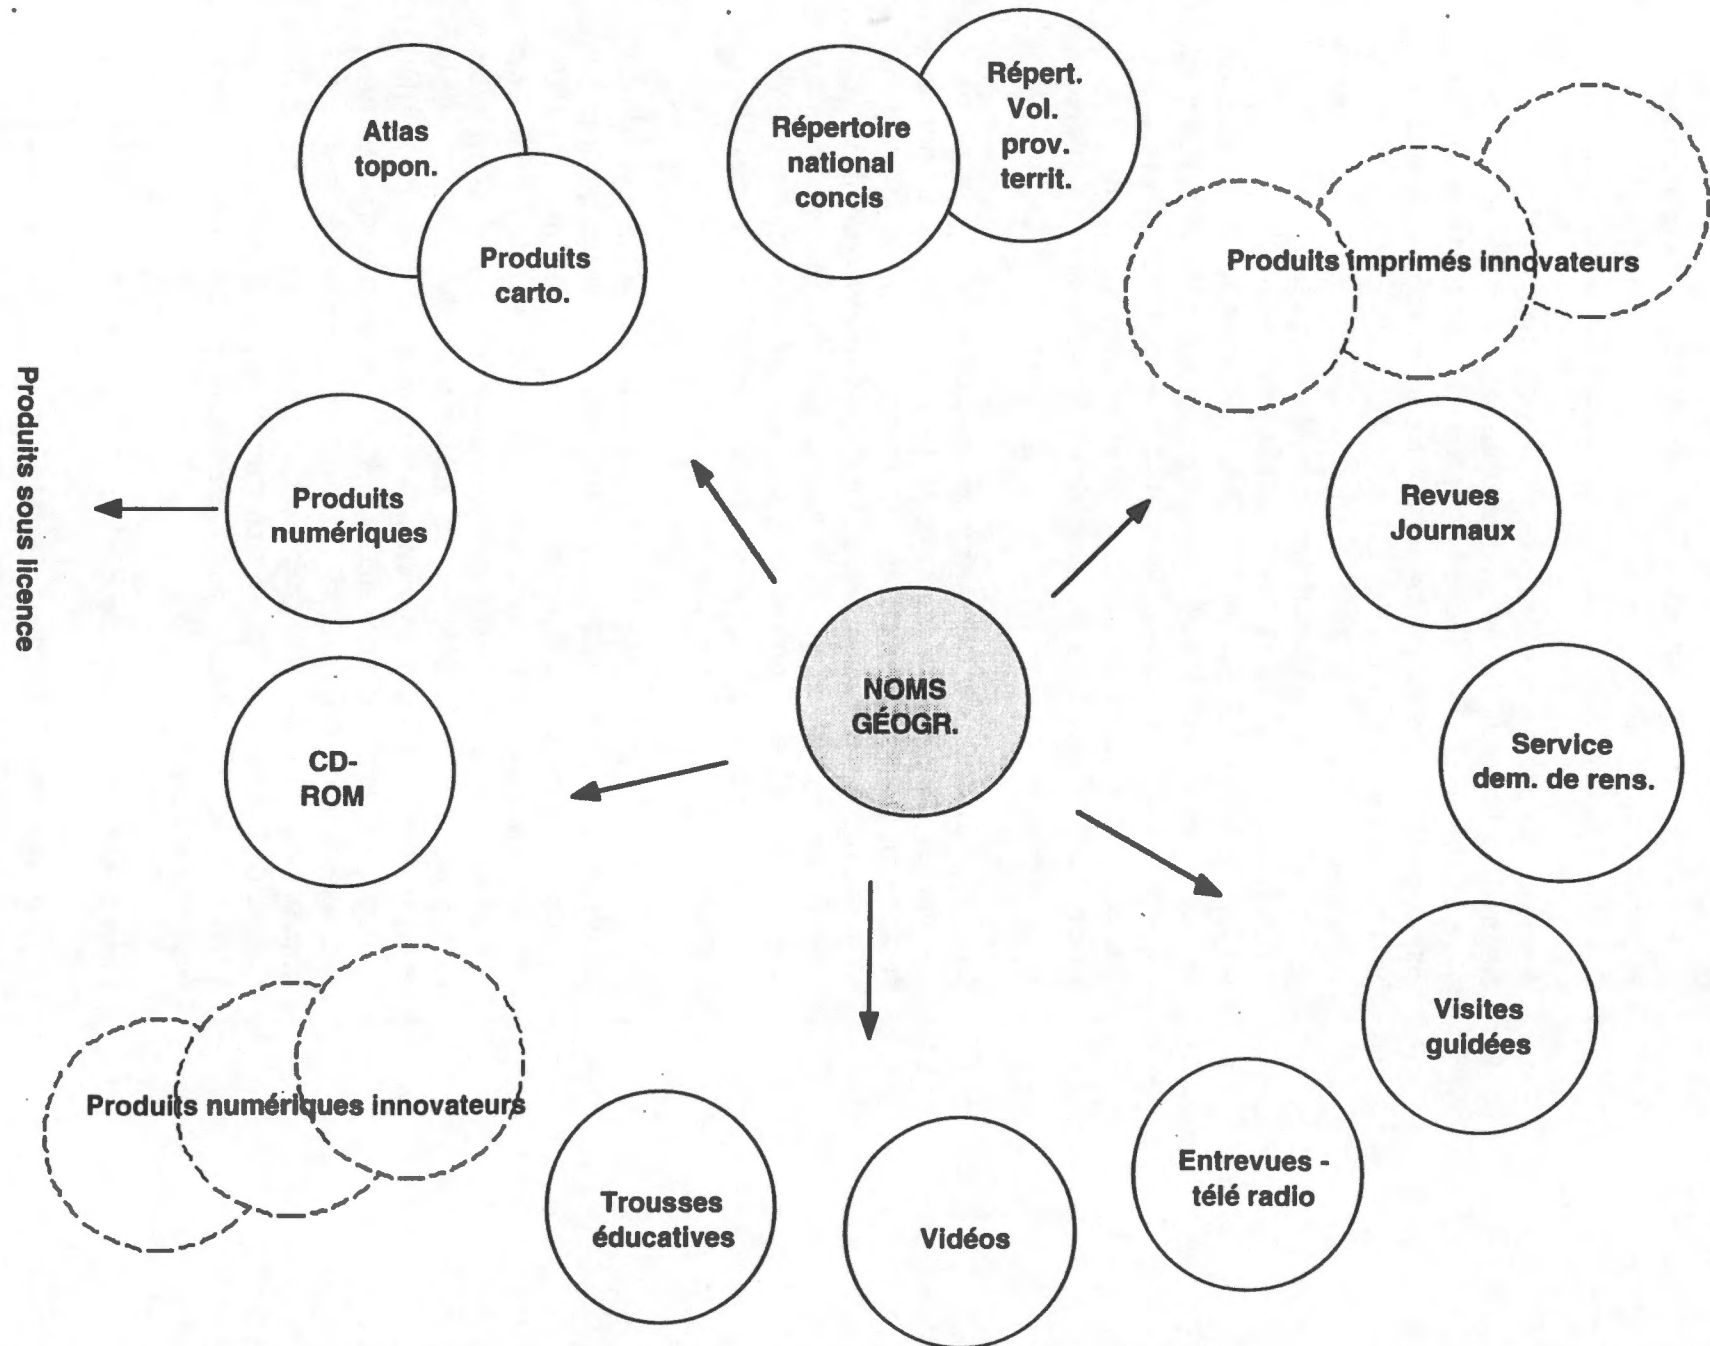 Atlas
topon.
Produits
carto.
Répertoire
national
concis
Répert.
Vol.
prov.
territ.
Produits imprimés innovateurs
Revues
Journaux
Produits
numériques
Produits sous licence
NOMS
GÉOGR.
CD-
ROM
Service
dem. de rens.
Visites
guidées
Produits numériques innovateurs
Trousses
éducatives
Vidéos
Entrevues -
télé radio